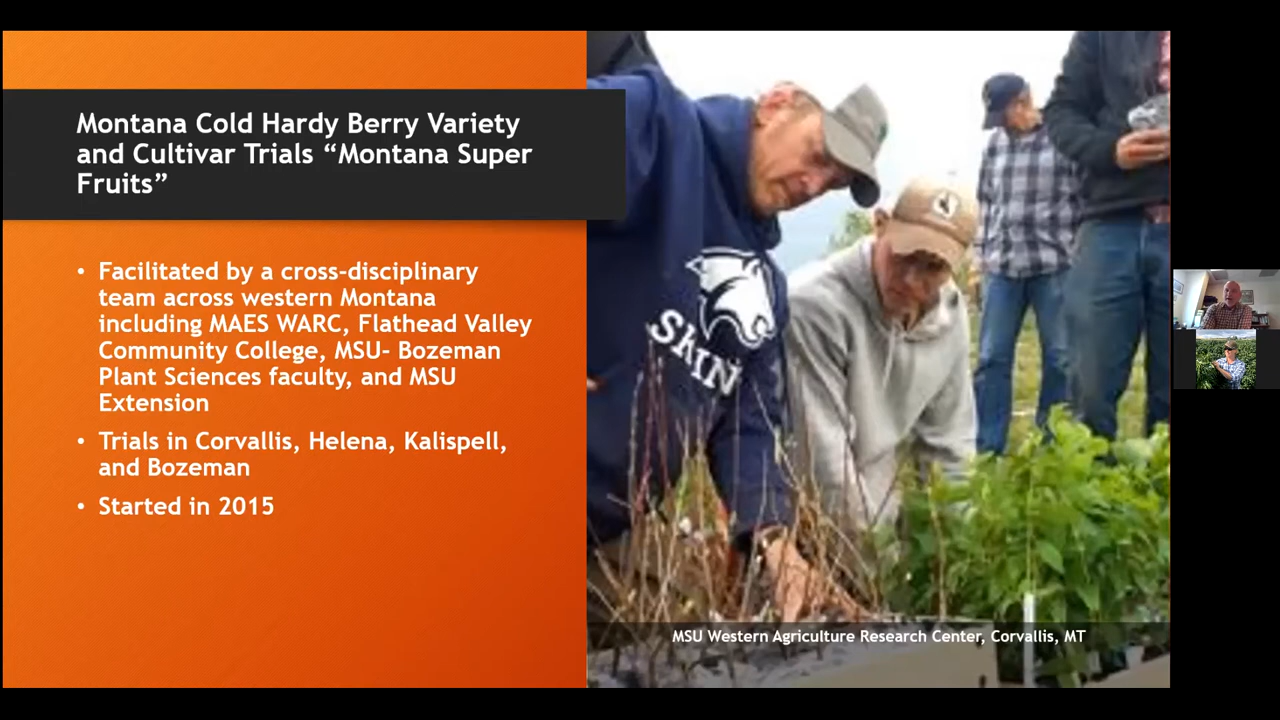 Montana Cold Hardy Berry Variety
and Cultivar Trials “Montana Super
Fruits”
• Facilitated by a cross-disciplinary
team across western Montana
including MAES WARC, Flathead Valley
Community College, MSU- Bozeman
Plant Sciences faculty, and MSU
Extension
• Trials in Corvallis, Helena, Kalispell,
and Bozeman
• Started in 2015
SKIN
MSU Western Agriculture Research Center, Corvallis, MT